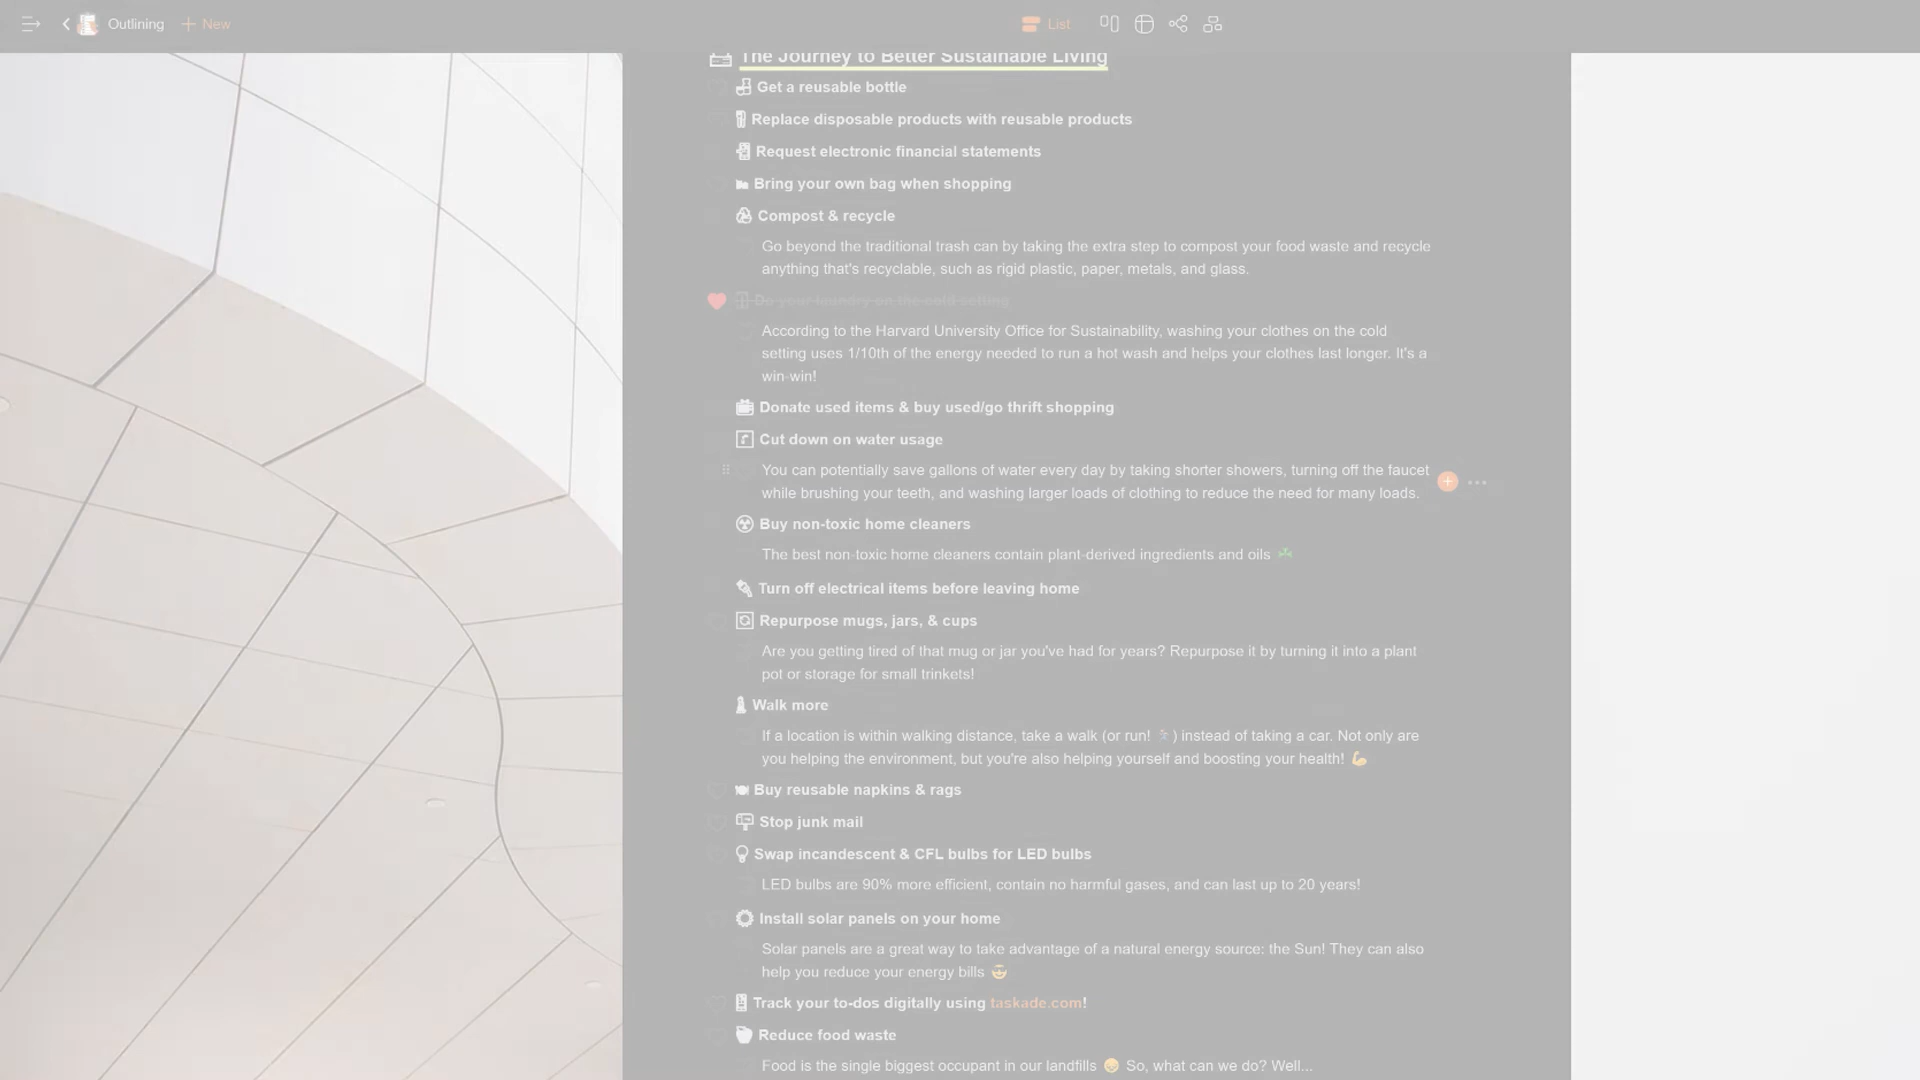 Outlining
New
List
The Journey to Better Sustainable Living
Get a reusable bottle
Replace disposable products with reusable products
Request electronic financial statements
Bring your own bag when shopping
Compost & recycle
Go beyond the traditional trash can by taking the extra step to compost your food waste and recycle
anything that's recyclable, such as rigid plastic, paper, metals, and glass.
Do your laundry on the cold setting
According to the Harvard University Office for Sustainability, washing your clothes on the cold
setting uses 1/10th of the energy needed to run a hot wash and helps your clothes last longer. It's a
win-win!
Donate used items & buy used/go thrift shopping
Cut down on water usage
You can potentially save gallons of water every day by taking shorter showers, turning off the faucet
while brushing your teeth, and washing larger loads of clothing to reduce the need for many loads.
Buy non-toxic home cleaners
The best non-toxic home cleaners contain plant-derived ingredients and oils
Turn off electrical items before leaving home
Repurpose mugs, jars, & cups
Are you getting tired of that mug or jar you've had for years? Repurpose it by turning it into a plant
pot or storage for small trinkets!
Walk more
If a location is within walking distance, take a walk (or run! ) instead of taking a car. Not only are
you helping the environment, but you're also helping yourself and boosting your health! 💪
Buy reusable napkins & rags
Stop junk mail
Swap incandescent & CFL bulbs for LED bulbs
LED bulbs are 90% more efficient, contain no harmful gases, and can last up to 20 years!
Install solar panels on your home
Solar panels are a great way to take advantage of a natural energy source: the Sun! They can also
help you reduce your energy bills 😎
Track your to-dos digitally using taskade.com!
Reduce food waste
Food is the single biggest occupant in our landfills So, what can we do? Well...